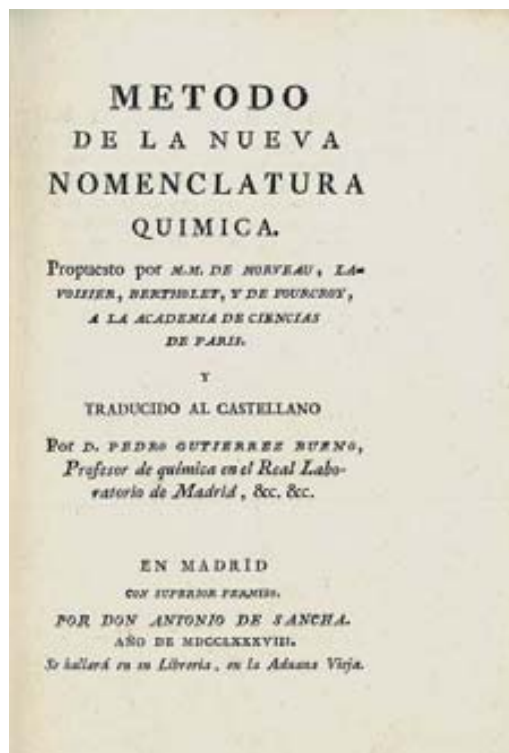 METODO
DE LA NUEVA
NOMENCLATURA
QUIMICA.
Propuesto por M.M. DE MORVEAU, LA-
VOISIER, BERTHOLET, Y DE FOURCROY,
A LA ACADEMIA DE CIENCIAS
DE PARIS.
Y
TRADUCIDO AL CASTELLANO
Por D. PEDRO GUTIERREZ BUENO,
Profesor de química en el Real Labo-
ratorio de Madrid, &c. &c.
EN MADRÍD
CON SUPERIOR PERMISO.
POR DON ANTONIO DE SANCHA.
AÑO DE MDCCLXXXVIII.
Se hallará en su Librería, en la Aduana Vieja.